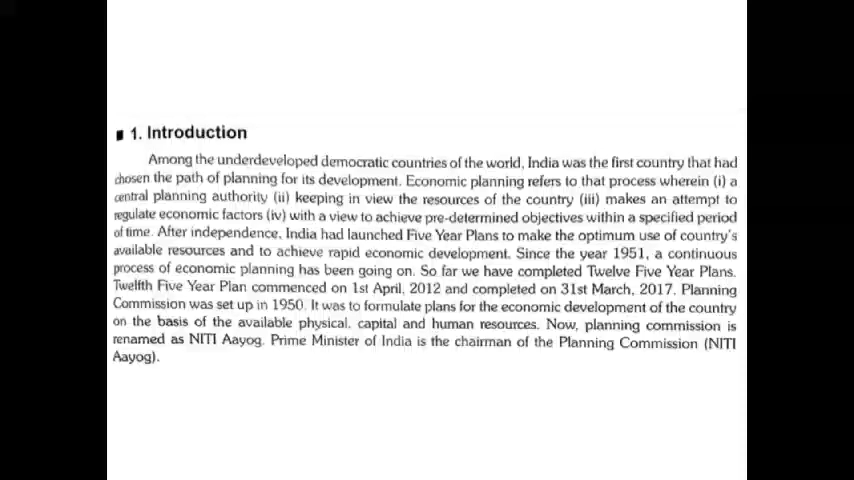 1. Introduction
Among the underdeveloped democratic countries of the world, India was the first country that had
chosen the path of planning for its development. Economic planning refers to that process wherein (i) a
central planning authority (ii) keeping in view the resources of the country (iii) makes an attempt to
regulate economic factors (iv) with a view to achieve pre-determined objectives within a specified period
of time. After independence, India had launched Five Year Plans to make the optimum use of country's
available resources and to achieve rapid economic development. Since the year 1951, a continuous
process of economic planning has been going on. So far we have completed Twelve Five Year Plans.
Twelfth Five Year Plan commenced on 1st April, 2012 and completed on 31st March, 2017. Planning
Commission was set up in 1950. It was to formulate plans for the economic development of the country
on the basis of the available physical, capital and human resources. Now, planning commission is
renamed as NITI Aayog. Prime Minister of India is the chairman of the Planning Commission (NITI
Aayog).